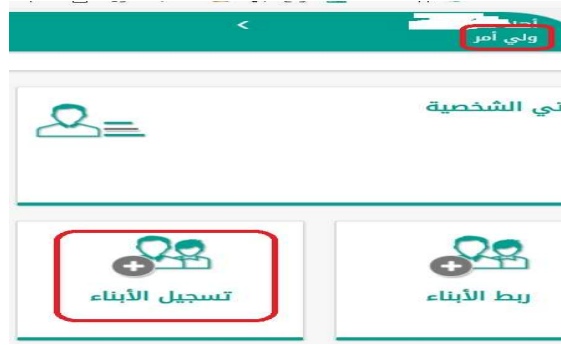 ولي أمر
تي الشخصية
ربط الأبناء
تسجيل الأبناء